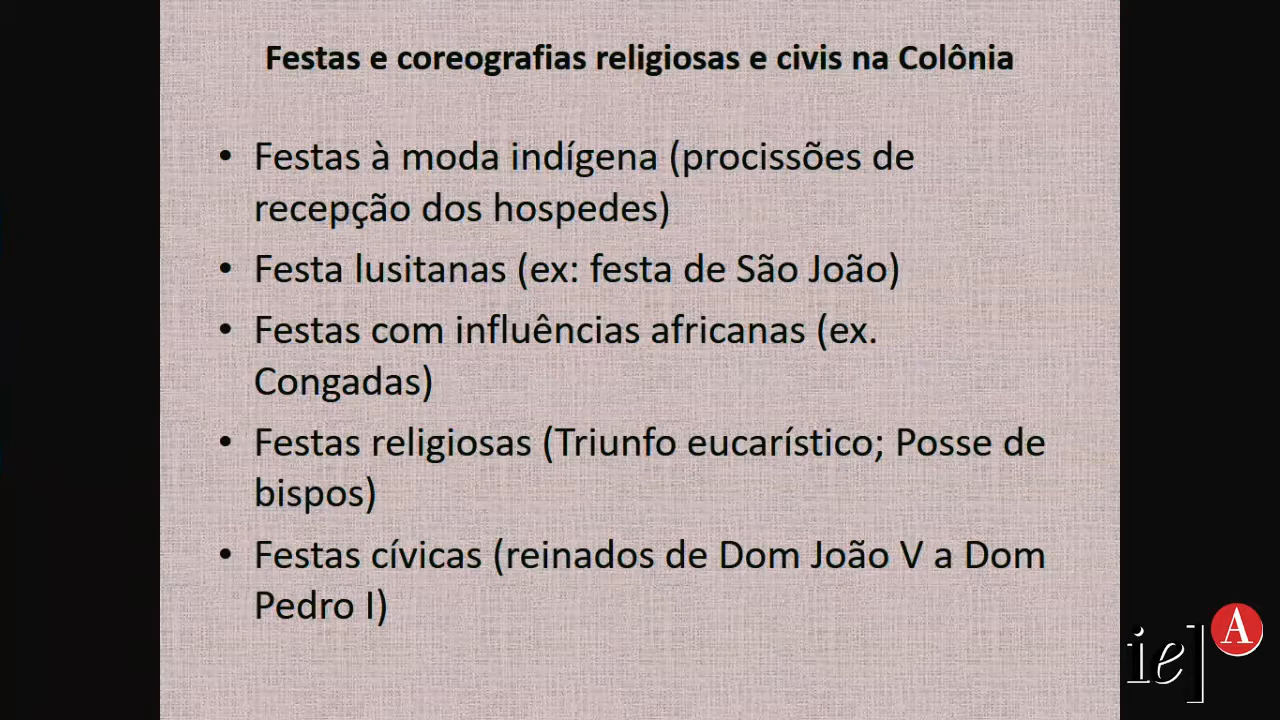 Festas e coreografias religiosas e civis na Colônia
• Festas à moda indígena (procissões de
recepção dos hospedes)
• Festa lusitanas (ex: festa de São João)
• Festas com influências africanas (ex.
Congadas)
• Festas religiosas (Triunfo eucarístico; Posse de
bispos)
• Festas cívicas (reinados de Dom João V a Dom
Pedro I)
ie] A